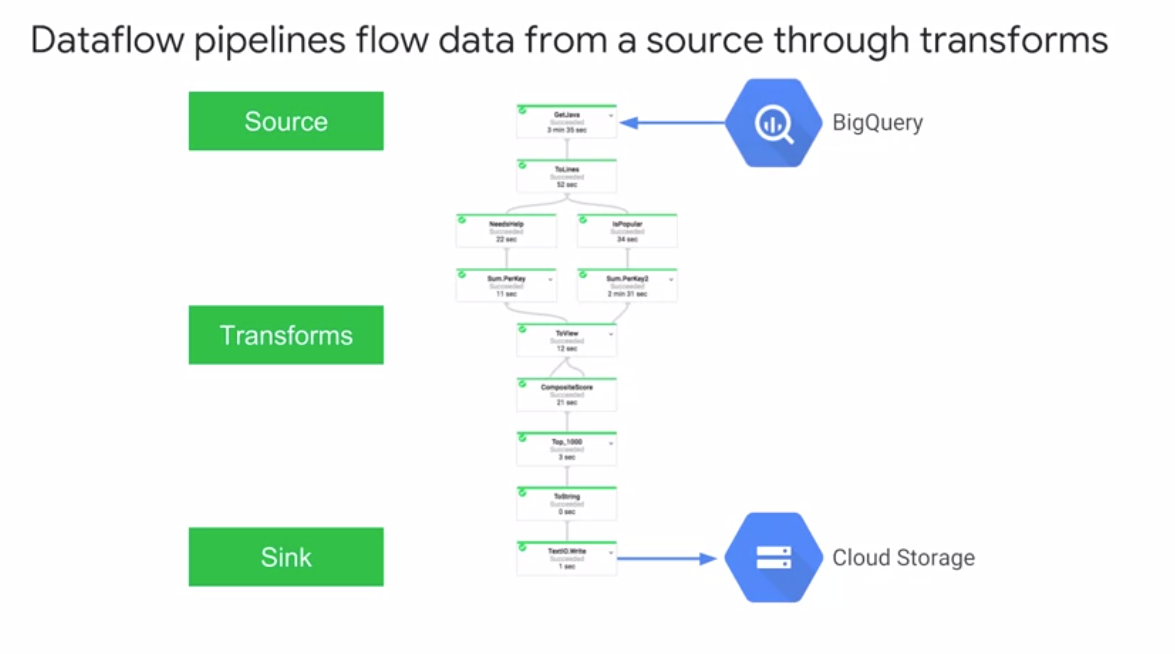 Dataflow pipelines flow data from a source through transforms
Source
GetJava
Succeeded
3 min 35 sec
BigQuery
ToLines
Succeeded
52 sec
NeedsHelp
Succeeded
22 sec
IsPopular
Succeeded
34 sec
Sum.PerKey
Succeeded
11 sec
Sum.PerKey2
Succeeded
2 min 31 sec
Transforms
ToView
Succeeded
12 sec
CompositeScore
Succeeded
21 sec
Top_1000
Succeeded
3 sec
ToString
Succeeded
0 sec
Sink
TextIO.Write
Succeeded
1 sec
Cloud Storage